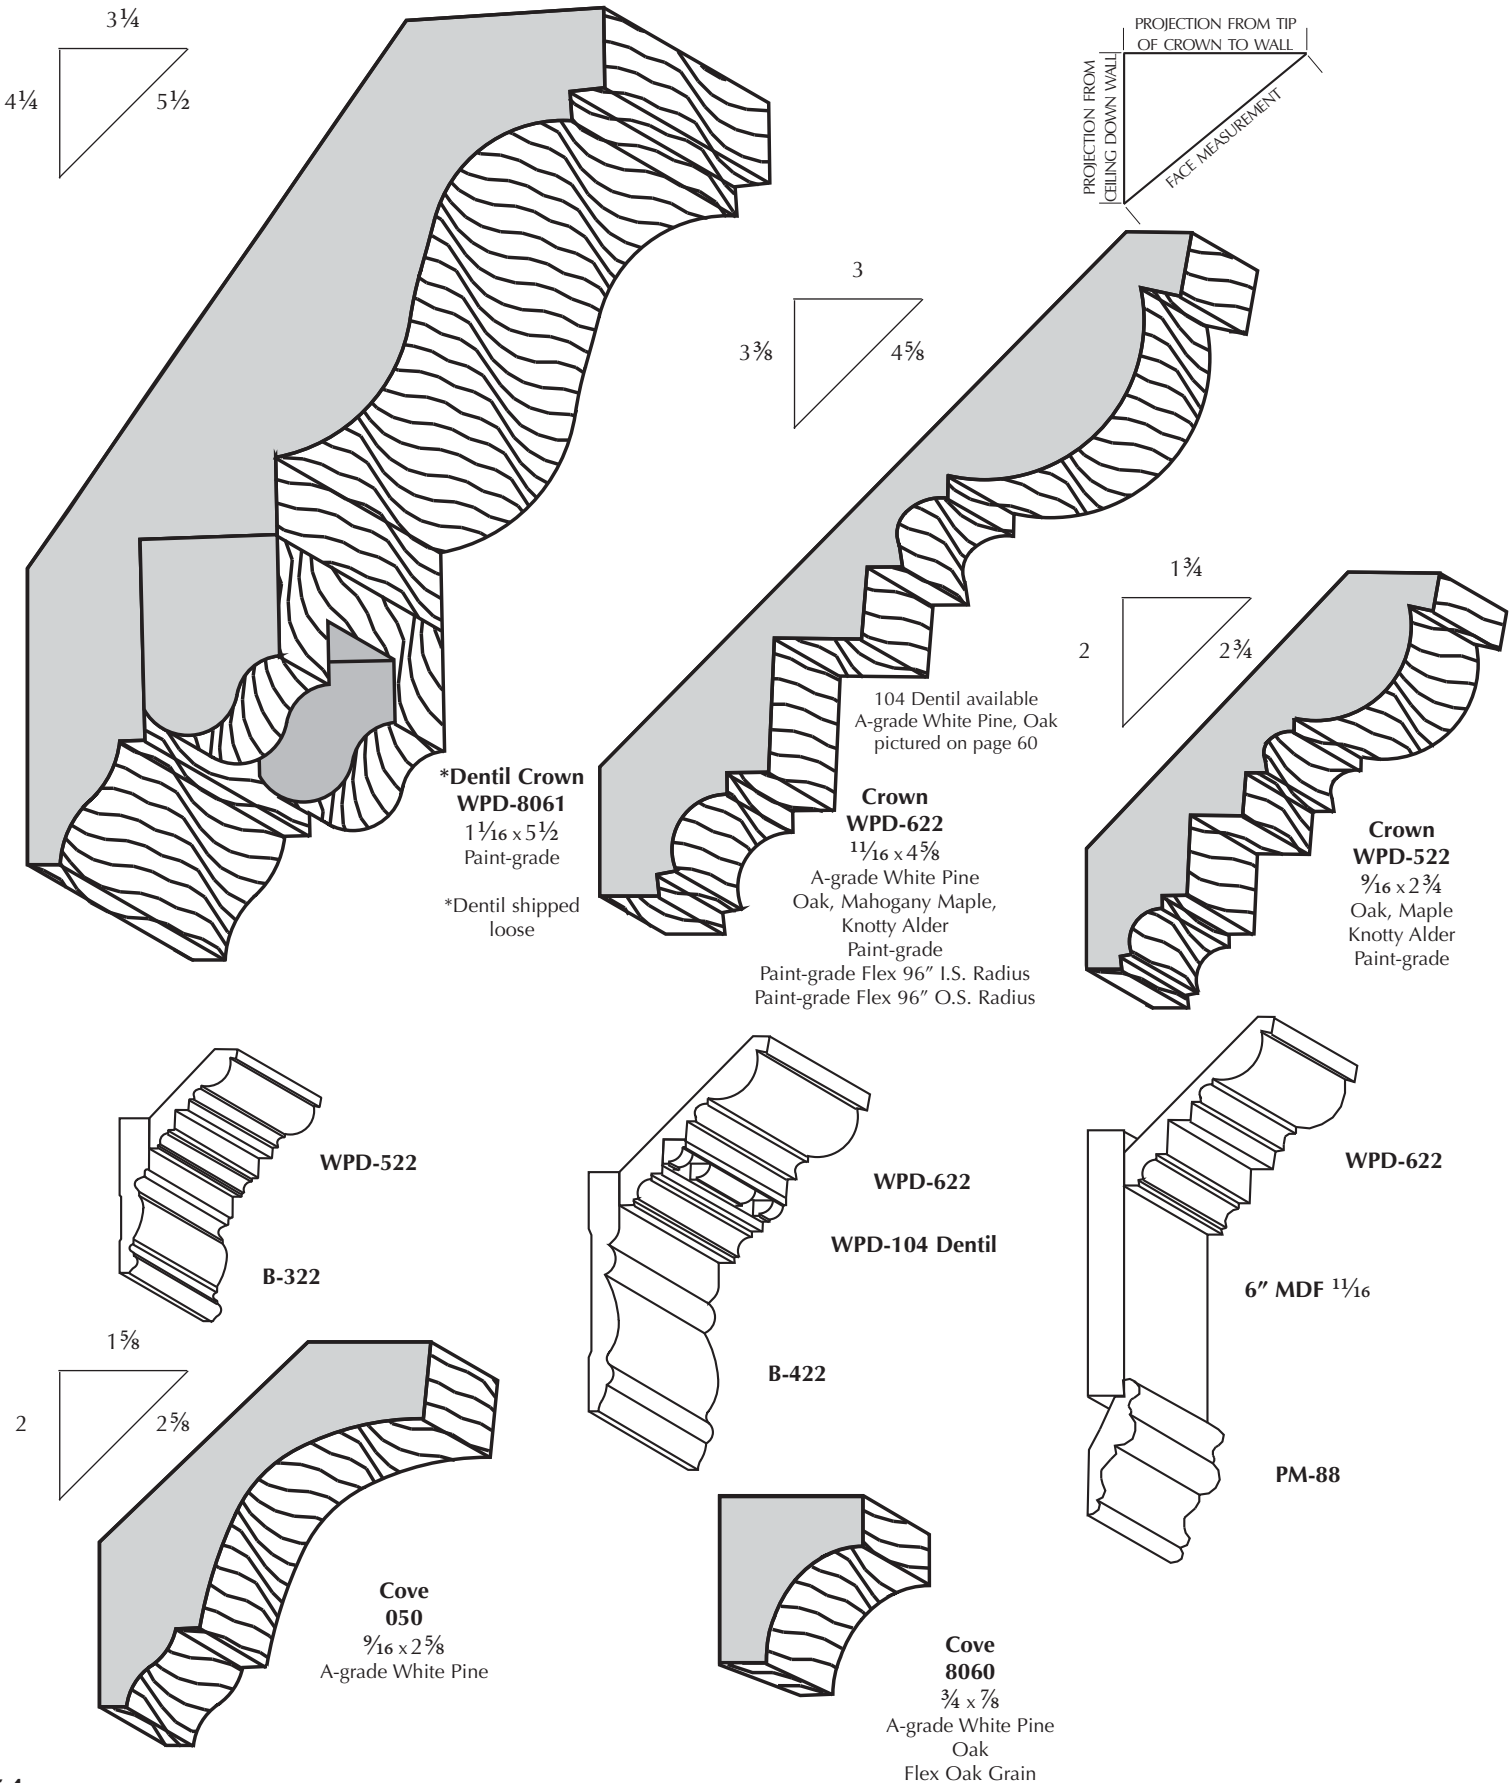 3¼
4¼
5½
PROJECTION FROM TIP
OF CROWN TO WALL
PROJECTION FROM
CEILING DOWN WALL
FACE MEASUREMENT
3
3⅜
4⅝
1¾
2
2¾
*Dentil Crown
WPD-8061
1 1⁄16 x 5½
Paint-grade
*Dentil shipped
loose
104 Dentil available
A-grade White Pine, Oak
pictured on page 60
Crown
WPD-622
11⁄16 x 4⅝
A-grade White Pine
Oak, Mahogany Maple,
Knotty Alder
Paint-grade
Paint-grade Flex 96″ I.S. Radius
Paint-grade Flex 96″ O.S. Radius
Crown
WPD-522
9⁄16 x 2¾
Oak, Maple
Knotty Alder
Paint-grade
WPD-522
B-322
WPD-622
WPD-104 Dentil
B-422
WPD-622
6″ MDF 11⁄16
PM-88
1⅝
2
2⅝
Cove
050
9⁄16 x 2⅝
A-grade White Pine
Cove
8060
¾ x ⅞
A-grade White Pine
Oak
Flex Oak Grain